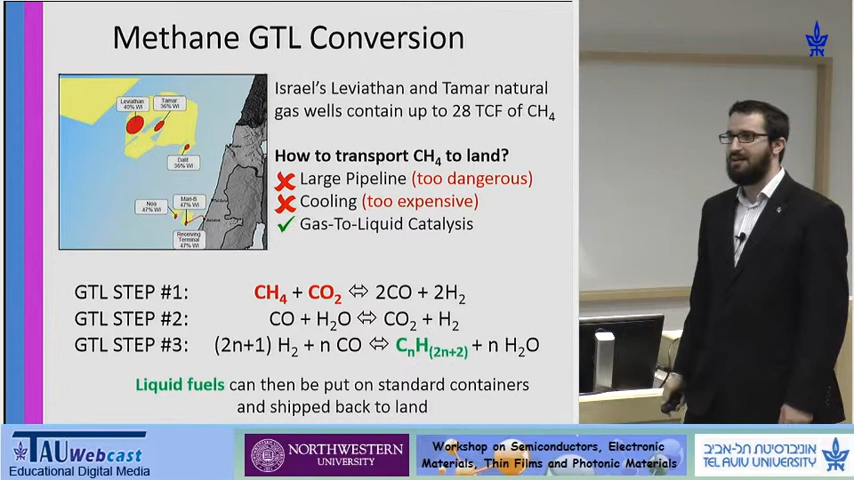 Methane GTL Conversion
Leviathan
40% WI
Tamar
36% WI
Dalit
36% WI
Noa
47% WI
Mari-B
47% WI
Receiving
Terminal
47% WI
Israel's Leviathan and Tamar natural
gas wells contain up to 28 TCF of CH₄
How to transport CH₄ to land?
Large Pipeline (too dangerous)
Cooling (too expensive)
Gas-To-Liquid Catalysis
GTL STEP #1: CH₄ + CO₂ ⇔ 2CO + 2H₂
GTL STEP #2: CO + H₂O ⇔ CO₂ + H₂
GTL STEP #3: (2n+1) H₂ + n CO ⇔ CₙH₍₂ₙ₊₂₎ + n H₂O
Liquid fuels can then be put on standard containers
and shipped back to land
TAU Webcast
Educational Digital Media
NORTHWESTERN
UNIVERSITY
Workshop on Semiconductors, Electronic
Materials, Thin Films and Photonic Materials
אוניברסיטת תל-אביב
TEL AVIV UNIVERSITY